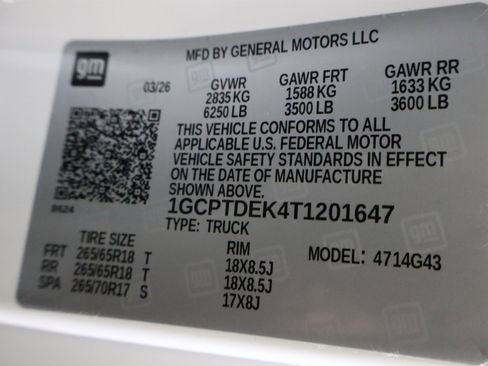 MFD BY GENERAL MOTORS LLC
gm
03/26 GVWR GAWR FRT GAWR RR
2835 KG 1588 KG 1633 KG
6250 LB 3500 LB 3600 LB
THIS VEHICLE CONFORMS TO ALL
APPLICABLE U.S. FEDERAL MOTOR
VEHICLE SAFETY STANDARDS IN EFFECT
ON THE DATE OF MANUFACTURE
SHOWN ABOVE.
1GCPTDEK4T1201647
TYPE: TRUCK
TIRE SIZE RIM MODEL: 4714G43
FRT 265/65R18 T 18X8.5J
RR 265/65R18 T 18X8.5J
SPA 265/70R17 S 17X8J